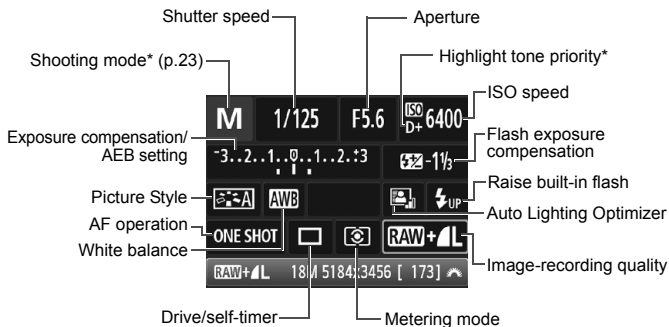 Shutter speed
Aperture
Shooting mode* (p.23)
Highlight tone priority*
ISO speed
M 1/125 F5.6 ISO D+ 6400
Exposure compensation/
AEB setting
-3..2..1..0..1..2.:3
-1⅓
Flash exposure
compensation
Picture Style
A AWB
UP
Raise built-in flash
Auto Lighting Optimizer
AF operation
ONE SHOT
RAW+L
White balance
Image-recording quality
RAW+L 18M 5184x3456 [ 173]
Drive/self-timer
Metering mode